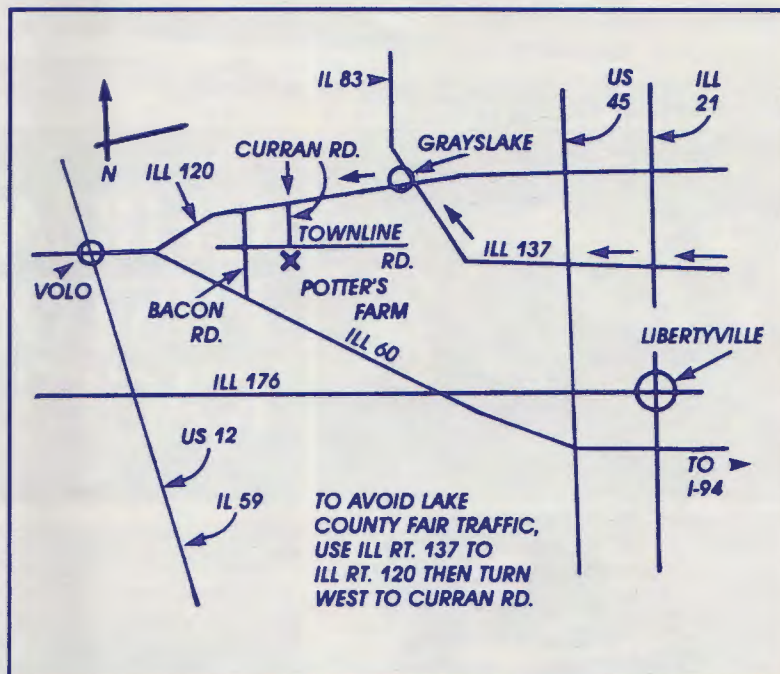 IL 83
US
45
ILL
21
CURRAN RD.
GRAYSLAKE
N
ILL 120
TOWNLINE
RD.
ILL 137
VOLO
BACON
RD.
POTTER'S
FARM
ILL 60
LIBERTYVILLE
ILL 176
US 12
TO
I-94
IL 59
TO AVOID LAKE
COUNTY FAIR TRAFFIC,
USE ILL RT. 137 TO
ILL RT. 120 THEN TURN
WEST TO CURRAN RD.